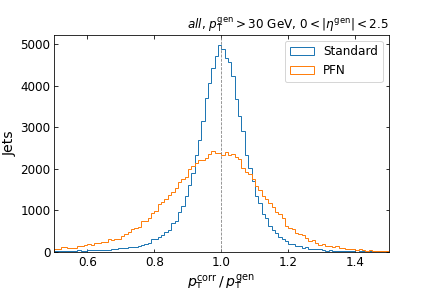 all, p_T^gen > 30 GeV, 0 < |η^gen| < 2.5
5000
4000
3000
2000
1000
0
Jets
Standard
PFN
0.6 0.8 1.0 1.2 1.4
p_T^corr / p_T^gen